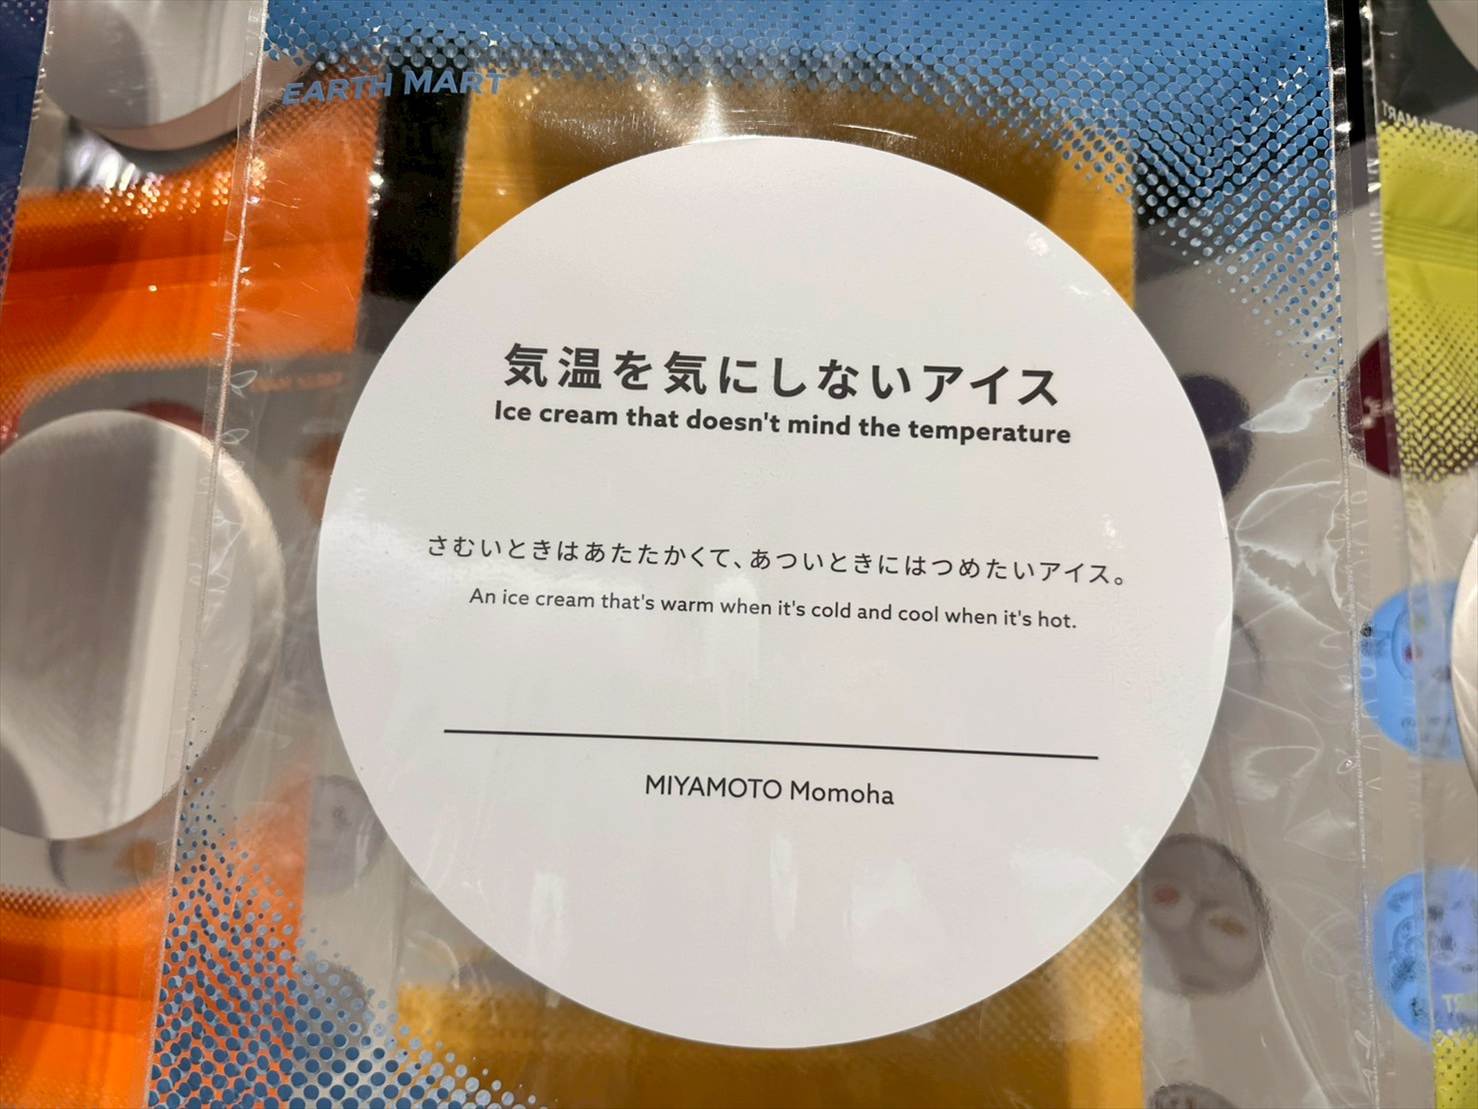 EARTH MART
気温を気にしないアイス
Ice cream that doesn't mind the temperature
さむいときはあたたかくて、あついときにはつめたいアイス。
An ice cream that's warm when it's cold and cool when it's hot.
MIYAMOTO Momoha